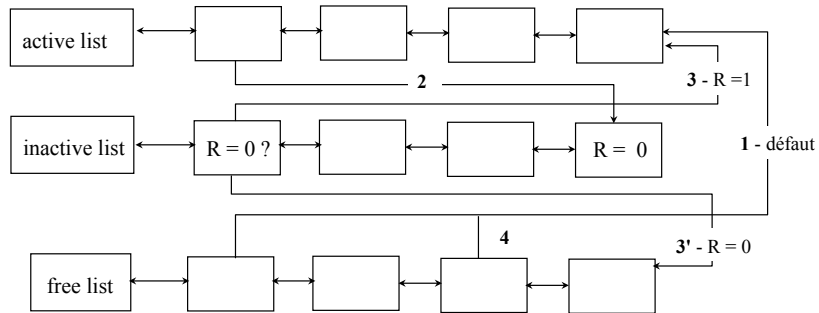 active list
2
3 - R =1
inactive list
R = 0 ?
R =  0
1 - défaut
4
3' - R = 0
free list